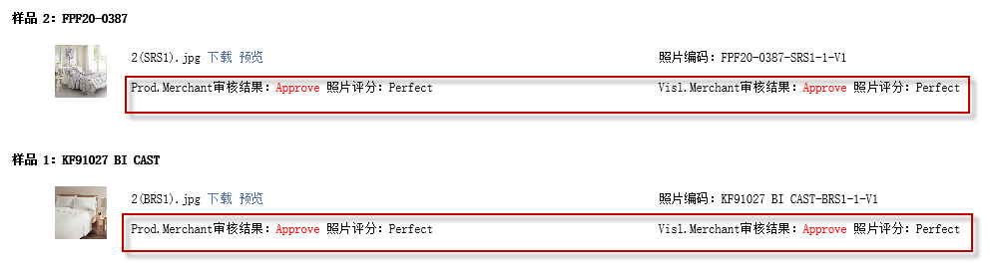 样品 2：FPF20-0387
2(SRS1).jpg 下载 预览 照片编码：FPF20-0387-SRS1-1-V1
Prod.Merchant审核结果：Approve 照片评分：Perfect Visl.Merchant审核结果：Approve 照片评分：Perfect
样品 1：KF91027 BI CAST
2(BRS1).jpg 下载 预览 照片编码：KF91027 BI CAST-BRS1-1-V1
Prod.Merchant审核结果：Approve 照片评分：Perfect Visl.Merchant审核结果：Approve 照片评分：Perfect